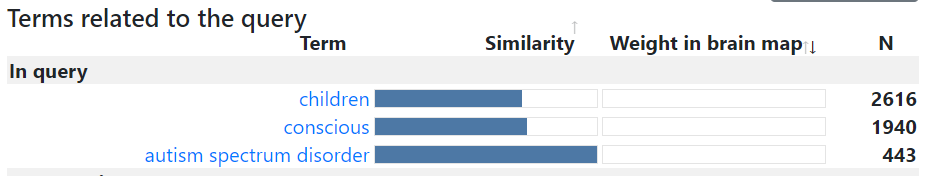 Terms related to the query
Term Similarity Weight in brain map N
In query
children 2616
conscious 1940
autism spectrum disorder 443